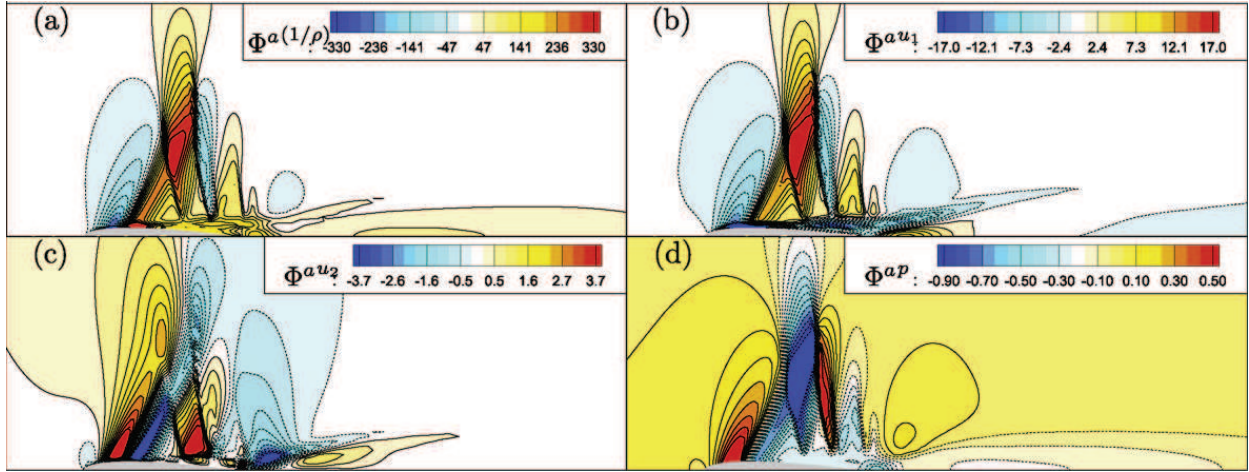 (a) Φ^{a(1/ρ)}:
-330 -236 -141 -47 47 141 236 330
(b) Φ^{au_1}:
-17.0 -12.1 -7.3 -2.4 2.4 7.3 12.1 17.0
(c) Φ^{au_2}:
-3.7 -2.6 -1.6 -0.5 0.5 1.6 2.7 3.7
(d) Φ^{ap}:
-0.90 -0.70 -0.50 -0.30 -0.10 0.10 0.30 0.50